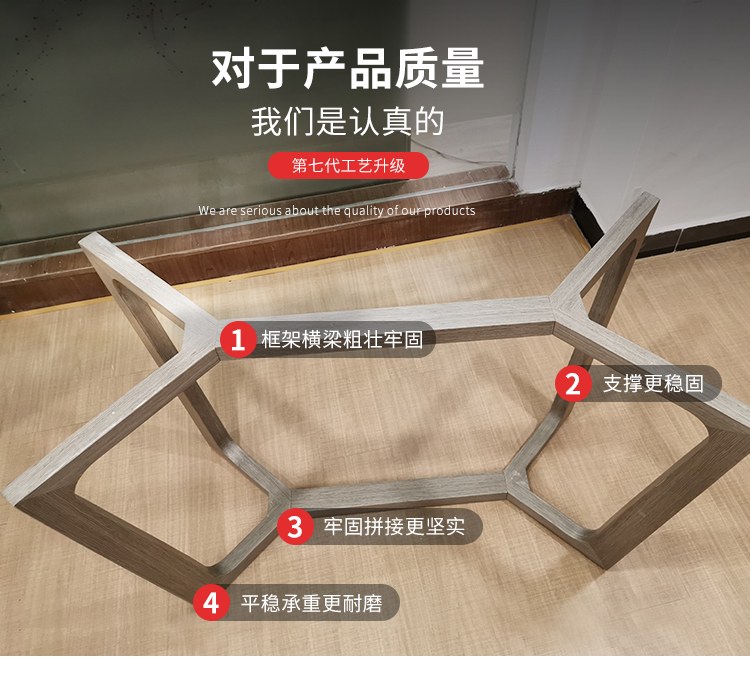 对于产品质量
我们是认真的
第七代工艺升级
We are serious about the quality of our products
1 框架横梁粗壮牢固
2 支撑更稳固
3 牢固拼接更坚实
4 平稳承重更耐磨